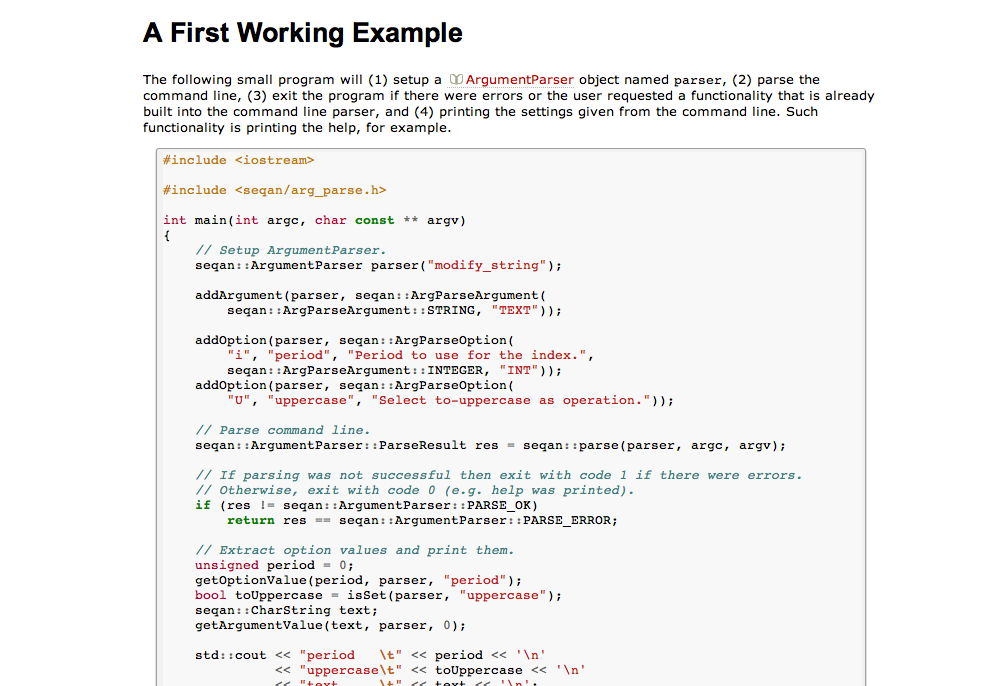 A First Working Example
The following small program will (1) setup a ArgumentParser object named parser, (2) parse the
command line, (3) exit the program if there were errors or the user requested a functionality that is already
built into the command line parser, and (4) printing the settings given from the command line. Such
functionality is printing the help, for example.
#include <iostream>
#include <seqan/arg_parse.h>
int main(int argc, char const ** argv)
{
// Setup ArgumentParser.
seqan::ArgumentParser parser("modify_string");
addArgument(parser, seqan::ArgParseArgument(
seqan::ArgParseArgument::STRING, "TEXT"));
addOption(parser, seqan::ArgParseOption(
"i", "period", "Period to use for the index.",
seqan::ArgParseArgument::INTEGER, "INT"));
addOption(parser, seqan::ArgParseOption(
"U", "uppercase", "Select to-uppercase as operation."));
// Parse command line.
seqan::ArgumentParser::ParseResult res = seqan::parse(parser, argc, argv);
// If parsing was not successful then exit with code 1 if there were errors.
// Otherwise, exit with code 0 (e.g. help was printed).
if (res != seqan::ArgumentParser::PARSE_OK)
return res == seqan::ArgumentParser::PARSE_ERROR;
// Extract option values and print them.
unsigned period = 0;
getOptionValue(period, parser, "period");
bool toUppercase = isSet(parser, "uppercase");
seqan::CharString text;
getArgumentValue(text, parser, 0);
std::cout << "period   \t" << period << '\n'
<< "uppercase\t" << toUppercase << '\n'
<< "text     \t" << text << '\n';